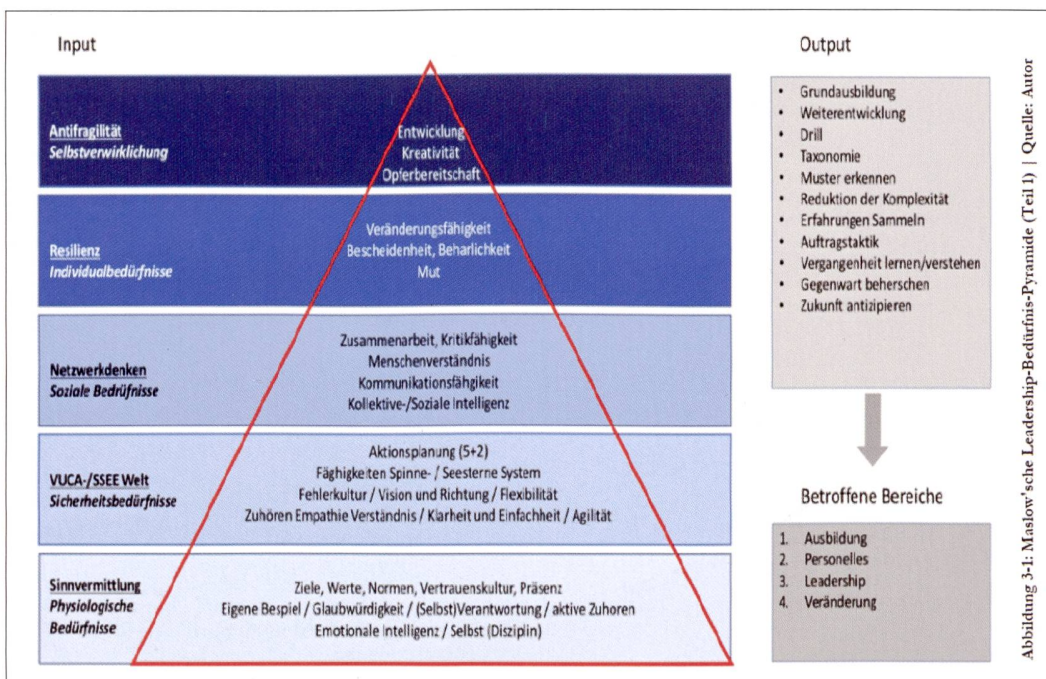 Input
Antifragilität
Selbstverwirklichung
Entwicklung
Kreativität
Opferbereitschaft
Resilienz
Individualbedürfnisse
Veränderungsfähigkeit
Bescheidenheit, Beharlichkeit
Mut
Netzwerkdenken
Soziale Bedrüfnisse
Zusammenarbeit, Kritikfähigkeit
Menschenverständnis
Kommunikationsfähgikeit
Kollektive-/Soziale Intelligenz
VUCA-/SSEE Welt
Sicherheitsbedürfnisse
Aktionsplanung (5+2)
Fäghigkeiten Spinne- / Seesterne System
Fehlerkultur / Vision und Richtung / Flexibilität
Zuhören Empathie Verständnis / Klarheit und Einfachheit / Agilität
Sinnvermittlung
Physiologische
Bedürfnisse
Ziele, Werte, Normen, Vertrauenskultur, Präsenz
Eigene Bespiel / Glaubwürdigkeit / (Selbst)Verantwortung / aktive Zuhoren
Emotionale Intelligenz / Selbst (Disziplin)
Output
• Grundausbildung
• Weiterentwicklung
• Drill
• Taxonomie
• Muster erkennen
• Reduktion der Komplexität
• Erfahrungen Sammeln
• Auftragstaktik
• Vergangenheit lernen/verstehen
• Gegenwart beherschen
• Zukunft antizipieren
Betroffene Bereiche
1. Ausbildung
2. Personelles
3. Leadership
4. Veränderung
Abbildung 3-1: Maslow'sche Leadership-Bedürfnis-Pyramide (Teil 1) | Quelle: Autor